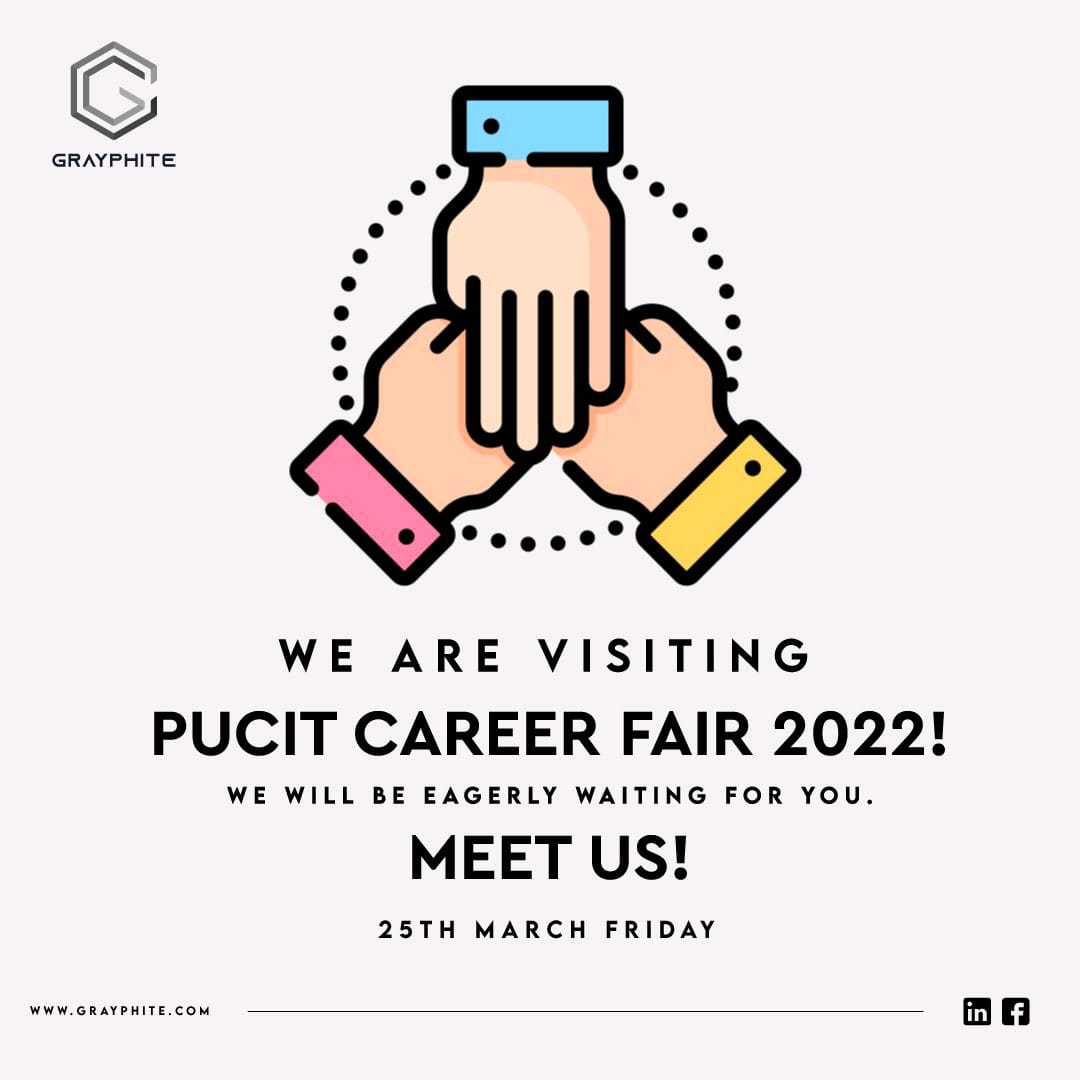 GRAYPHITE
WE ARE VISITING
PUCIT CAREER FAIR 2022!
WE WILL BE EAGERLY WAITING FOR YOU.
MEET US!
25TH MARCH FRIDAY
WWW.GRAYPHITE.COM
in f